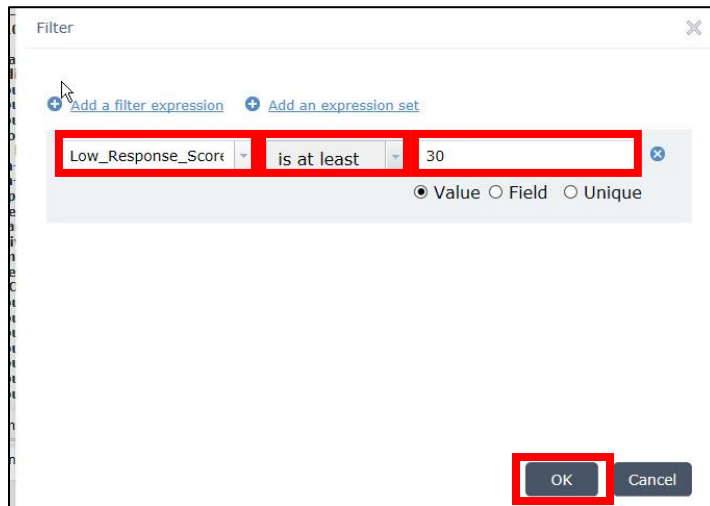 Filter
Add a filter expression Add an expression set
Low_Response_Score is at least 30
Value Field Unique
OK Cancel